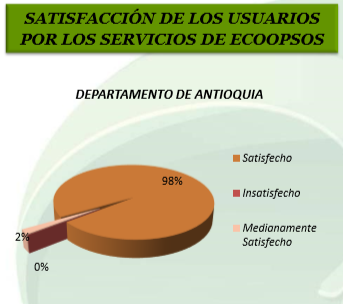 SATISFACCIÓN DE LOS USUARIOS
POR LOS SERVICIOS DE ECOOPSOS
DEPARTAMENTO DE ANTIOQUIA
98%
2%
0%
Satisfecho
Insatisfecho
Medianamente
Satisfecho